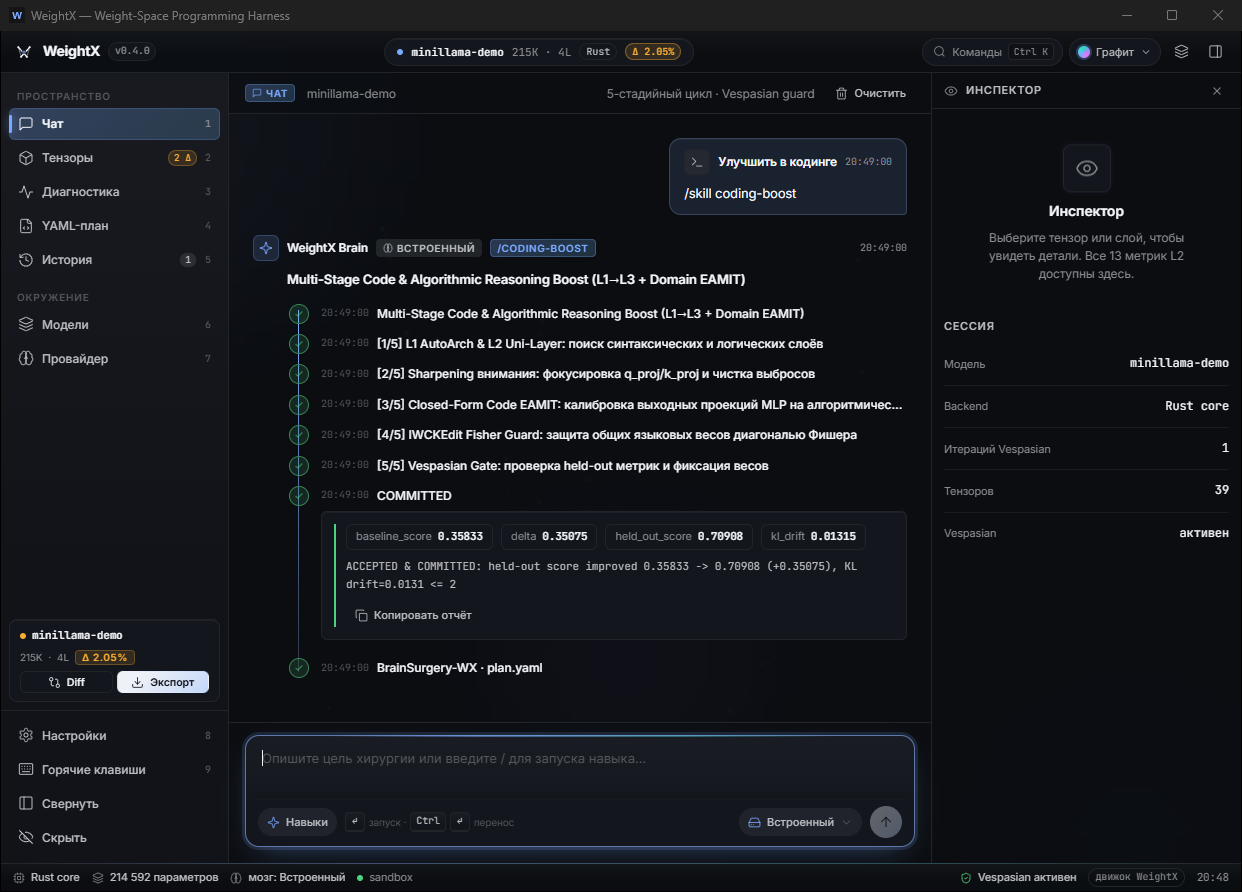 WeightX — Weight-Space Programming Harness
WeightX v0.4.0
minillama-demo 215K · 4L Rust Δ 2.05%
Команды Ctrl K
Графит
ПРОСТРАНСТВО
Чат 1
Тензоры 2 Δ 2
Диагностика 3
YAML-план 4
История 1 5
ОКРУЖЕНИЕ
Модели 6
Провайдер 7
minillama-demo
215K · 4L Δ 2.05%
Diff Экспорт
Настройки 8
Горячие клавиши 9
Свернуть
Скрыть
ЧАТ minillama-demo 5-стадийный цикл · Vespasian guard Очистить
Улучшить в кодинге 20:49:00
/skill coding-boost
WeightX Brain ВСТРОЕННЫЙ /CODING-BOOST 20:49:00
Multi-Stage Code & Algorithmic Reasoning Boost (L1→L3 + Domain EAMIT)
20:49:00 Multi-Stage Code & Algorithmic Reasoning Boost (L1→L3 + Domain EAMIT)
20:49:00 [1/5] L1 AutoArch & L2 Uni-Layer: поиск синтаксических и логических слоёв
20:49:00 [2/5] Sharpening внимания: фокусировка q_proj/k_proj и чистка выбросов
20:49:00 [3/5] Closed-Form Code EAMIT: калибровка выходных проекций MLP на алгоритмичес...
20:49:00 [4/5] IWCKEdit Fisher Guard: защита общих языковых весов диагональю Фишера
20:49:00 [5/5] Vespasian Gate: проверка held-out метрик и фиксация весов
20:49:00 COMMITTED
baseline_score 0.35833 delta 0.35075 held_out_score 0.70908 kl_drift 0.01315
ACCEPTED & COMMITTED: held-out score improved 0.35833 -> 0.70908 (+0.35075), KL
drift=0.0131 <= 2
Копировать отчёт
20:49:00 BrainSurgery-WX · plan.yaml
Опишите цель хирургии или введите / для запуска навыка...
Навыки ↵ запуск · Ctrl ↵ перенос
Встроенный
ИНСПЕКТОР
Инспектор
Выберите тензор или слой, чтобы
увидеть детали. Все 13 метрик L2
доступны здесь.
СЕССИЯ
Модель minillama-demo
Backend Rust core
Итераций Vespasian 1
Тензоров 39
Vespasian активен
Rust core 214 592 параметров мозг: Встроенный sandbox
Vespasian активен движок WeightX 20:48